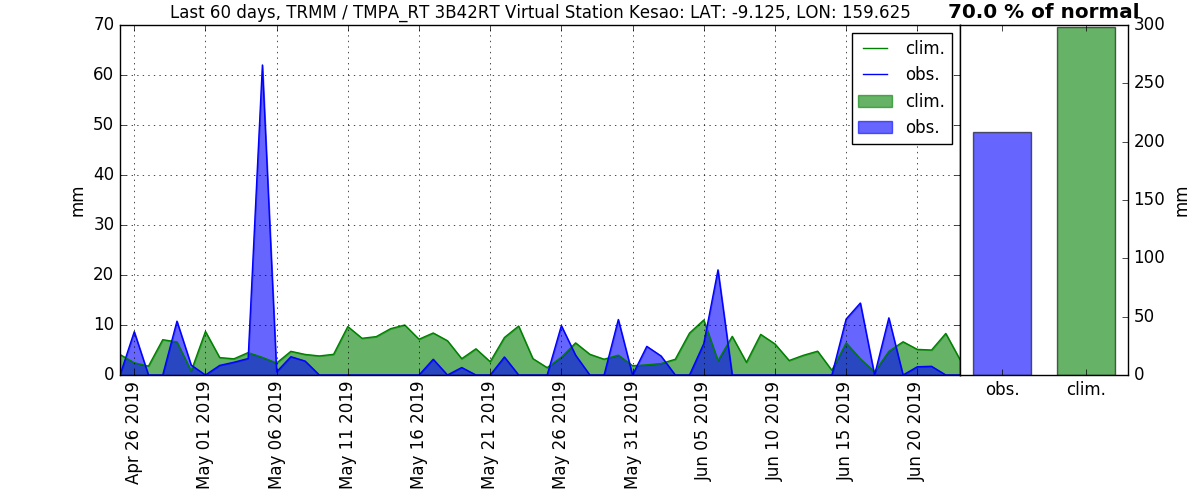 Last 60 days, TRMM / TMPA_RT 3B42RT Virtual Station Kesao: LAT: -9.125, LON: 159.625
70.0 % of normal
70
60
50
40
30
20
10
0
mm
clim.
obs.
clim.
obs.
300
250
200
150
100
50
0
mm
Apr 26 2019
May 01 2019
May 06 2019
May 11 2019
May 16 2019
May 21 2019
May 26 2019
May 31 2019
Jun 05 2019
Jun 10 2019
Jun 15 2019
Jun 20 2019
obs.
clim.